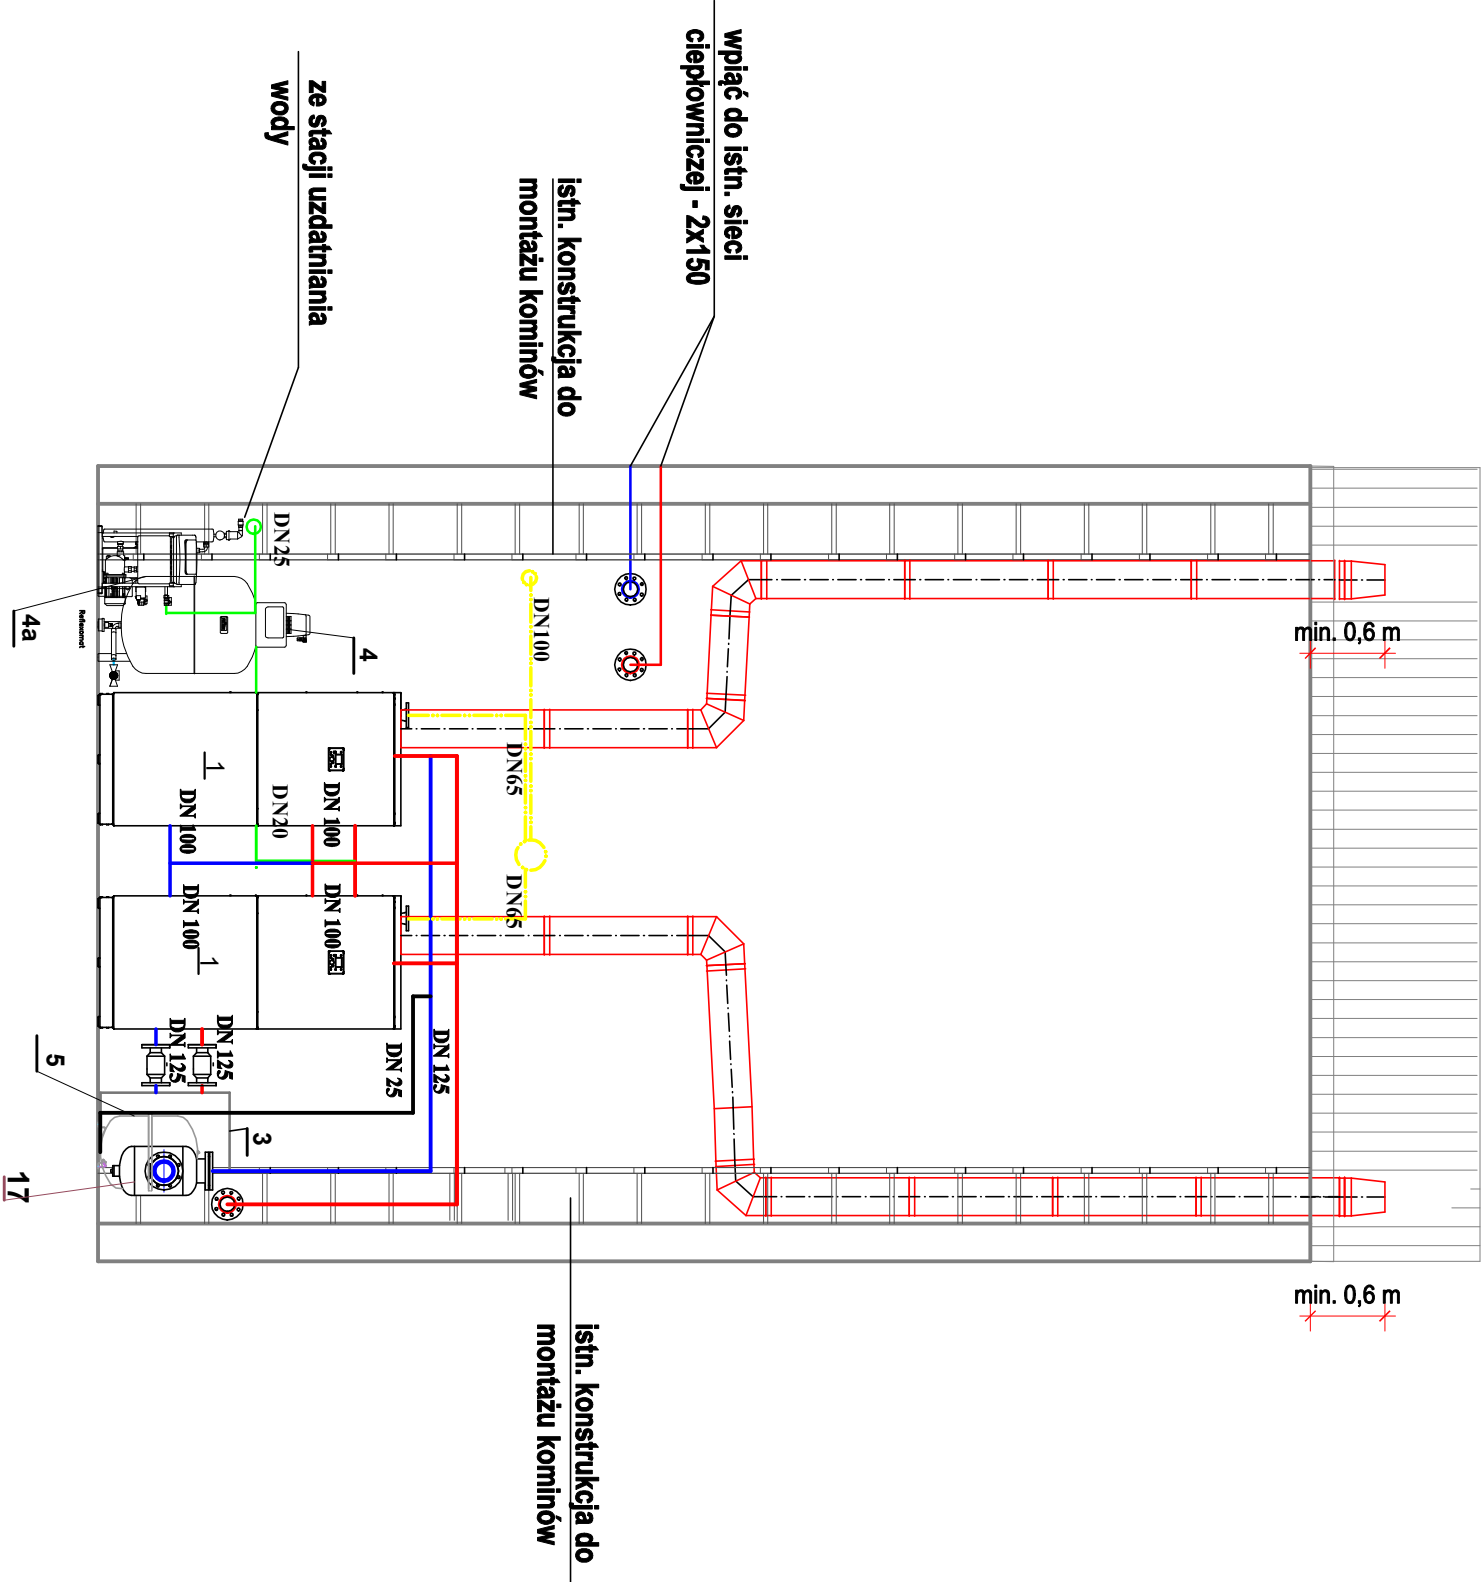 wpiąć do istn. sieci
ciepłowniczej - 2x150
ze stacji uzdatniania
wody
istn. konstrukcja do
montażu kominów
min. 0,6 m
DN25
DN100
4a
Reflexomat
4
DN65
1
DN 100
DN20
DN 100
DN65
DN 100
DN 100
1
DN 125
DN 125
DN 25
DN 125
5
3
17
min. 0,6 m
istn. konstrukcja do
montażu kominów